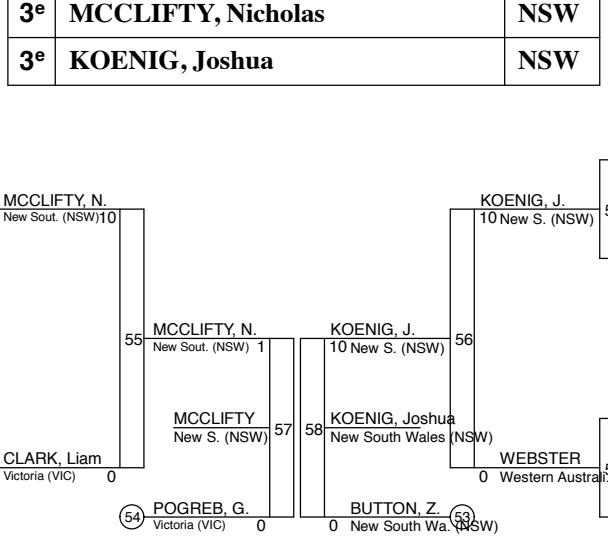 3e MCCLIFTY, Nicholas NSW
3e KOENIG, Joshua NSW
MCCLIFTY, N.
New Sout. (NSW) 10
KOENIG, J.
10 New S. (NSW)
55
MCCLIFTY, N.
New Sout. (NSW) 1
KOENIG, J.
10 New S. (NSW)
56
MCCLIFTY
New S. (NSW)
57
58
KOENIG, Joshua
New South Wales (NSW)
CLARK, Liam
Victoria (VIC) 0
WEBSTER
0 Western Australi
54
POGREB, G.
Victoria (VIC) 0
BUTTON, Z.
0 New South Wa. (NSW)
53